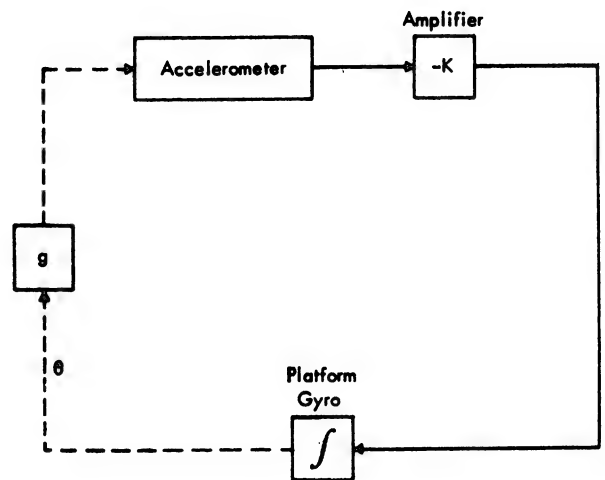 Amplifier
Accelerometer
-K
g
θ
Platform
Gyro
∫